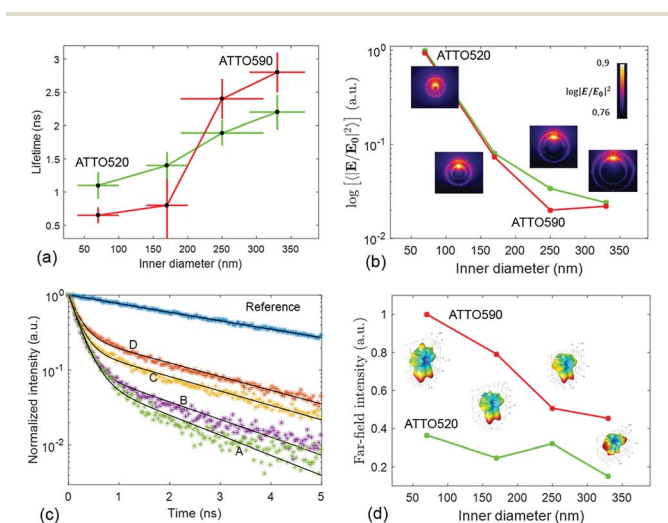 ATTO590
ATTO520
3
2.5
2
1.5
1
0.5
50 100 150 200 250 300 350
Lifetime (ns)
Inner diameter (nm)
(a)
10^0
10^-1
10^-2
ATTO520
ATTO590
0,9
log|E/E0|^2
0,76
log [⟨|E/E0|^2⟩] (a.u.)
50 100 150 200 250 300 350
Inner diameter (nm)
(b)
10^0
10^-1
10^-2
Reference
D
C
B
A
Normalized intensity (a.u.)
0 1 2 3 4 5
Time (ns)
(c)
1
0.8
0.6
0.4
0.2
ATTO590
ATTO520
Far-field intensity (a.u.)
50 100 150 200 250 300 350
Inner diameter (nm)
(d)